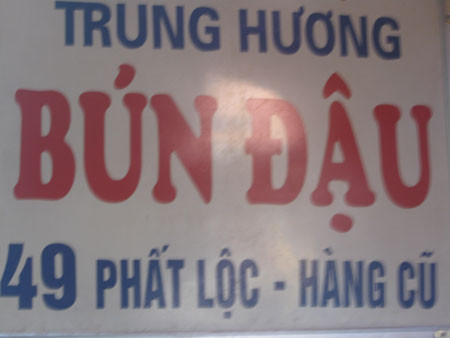 TRUNG HƯƠNG
BÚN ĐẬU
49 PHẤT LỘC - HÀNG CŨ